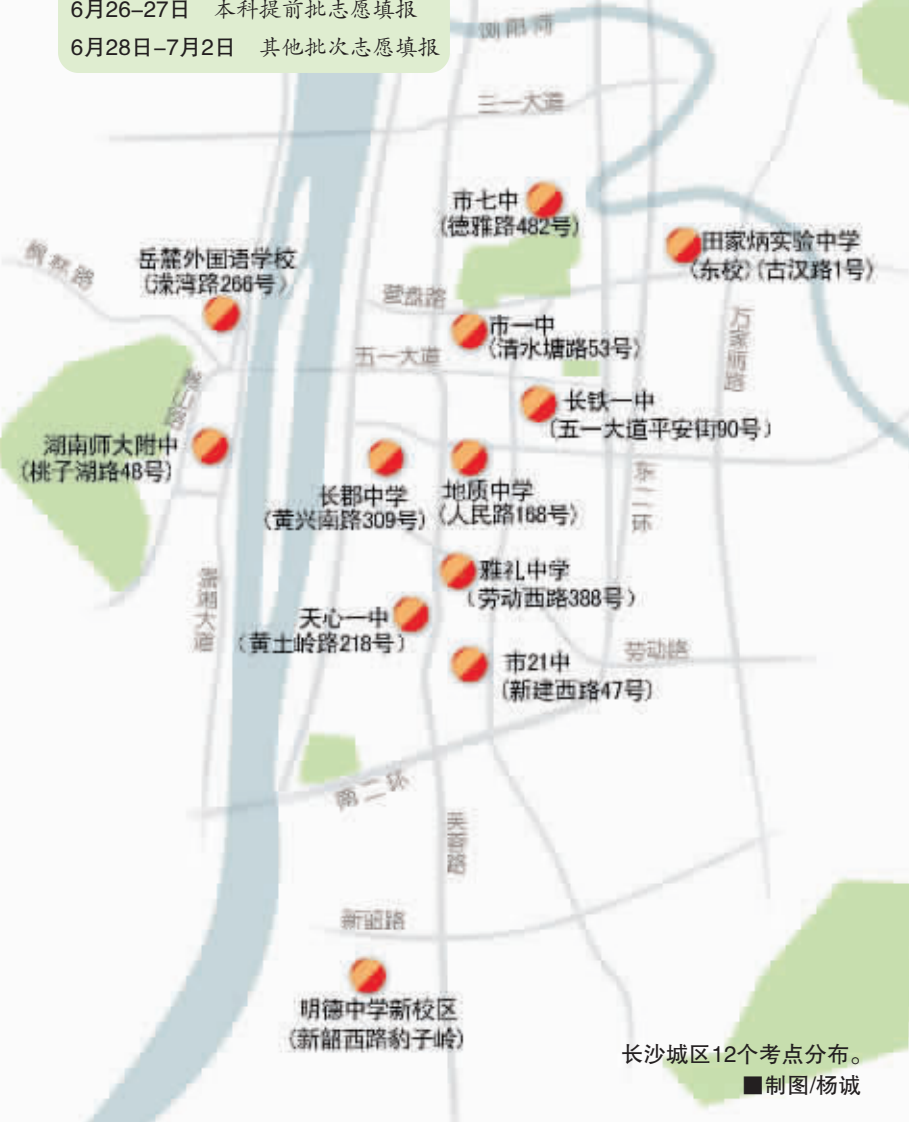 6月26–27日 本科提前批志愿填报
6月28日–7月2日 其他批次志愿填报
浏阳河
三一大道
市七中
(德雅路482号)
田家炳实验中学
(东校)(古汉路1号)
枫林路
岳麓外国语学校
(溁湾路266号)
营盘路
市一中
(清水塘路53号)
万家丽路
五一大道
麓山路
长铁一中
(五一大道平安街90号)
湖南师大附中
(桃子湖路48号)
东二环
长郡中学
(黄兴南路309号)
地质中学
(人民路168号)
雅礼中学
(劳动西路388号)
潇湘大道
天心一中
(黄土岭路218号)
劳动路
市21中
(新建西路47号)
南二环
芙蓉路
新韶路
明德中学新校区
(新韶西路豹子岭)
长沙城区12个考点分布。
■制图/杨诚